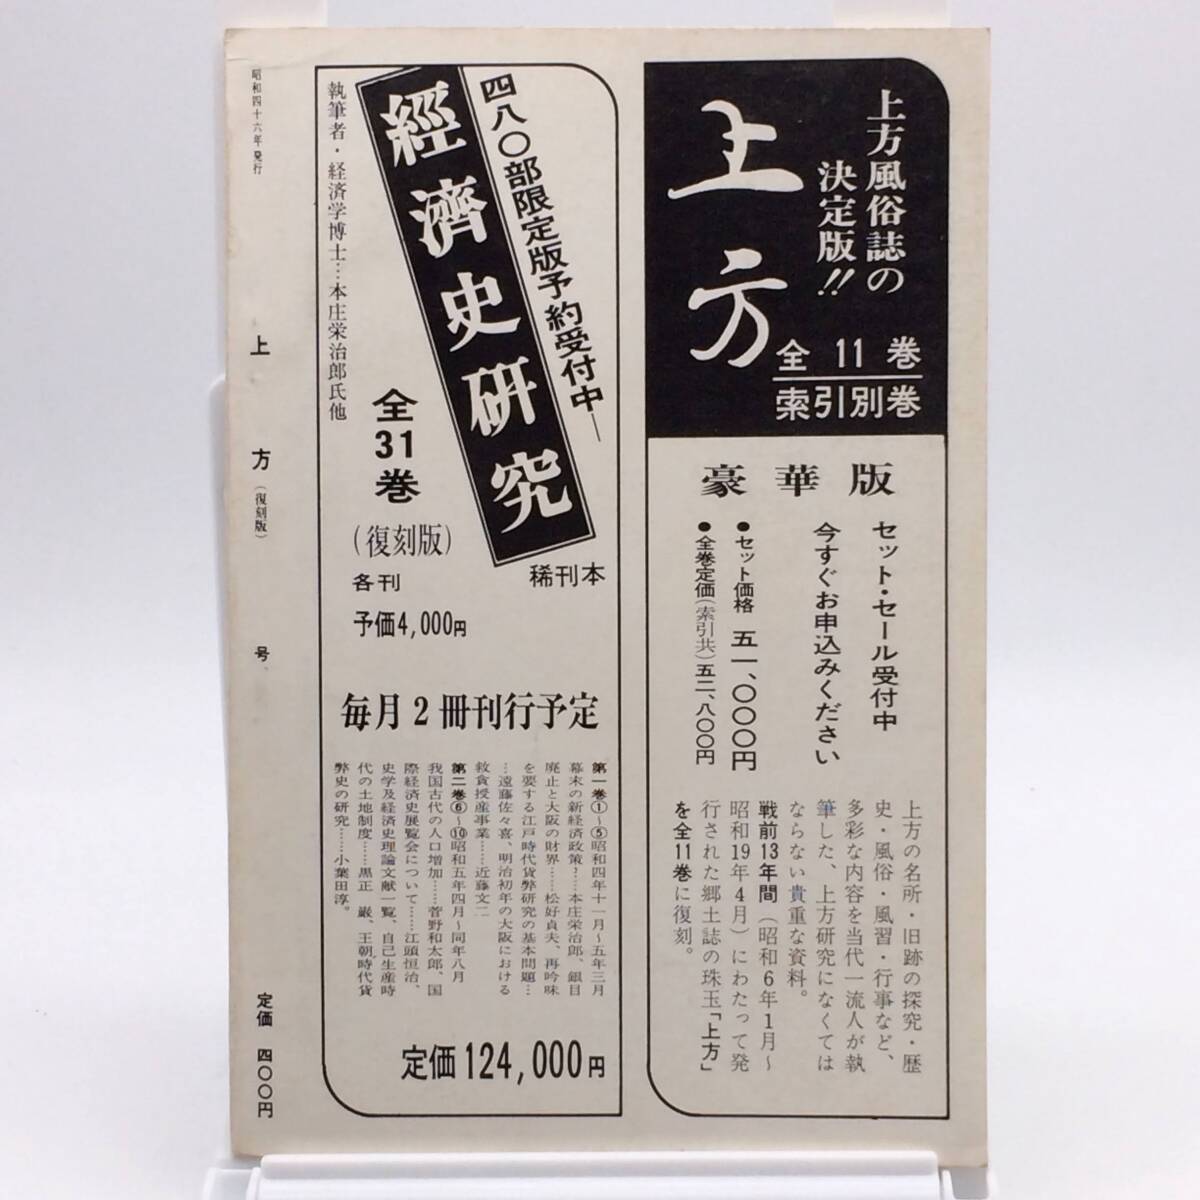 上方風俗誌の
決定版!!
上方
全11巻
索引別巻
豪華版
セット・セール受付中
今すぐお申込みください
●セット価格 五一、〇〇〇円
●全巻定価(索引共)五二、八〇〇円
上方の名所・旧跡の探究・歴
史・風俗・風習・行事など、
多彩な内容を当代一流人が執
筆した、上方研究になくては
ならない貴重な資料。
戦前13年間(昭和6年1月〜
昭和19年4月)にわたって発
行された郷土誌の珠玉「上方」
を全11巻に復刻。
四八〇部限定版予約受付中―
經濟史研究
稀刊本
執筆者・経済学博士…本庄栄治郎氏他
全31巻
(復刻版)
各刊
予価4,000円
毎月2冊刊行予定
第一巻①〜⑤昭和四年十一月〜五年三月
幕末の新経済政策?……本庄栄治郎、銀目
廃止と大阪の財界……松好貞夫、再吟味
を要する江戸時代貨弊研究の基本問題…
…遠藤佐々喜、明治初年の大阪における
救貧授産事業……近藤文二
第二巻⑥〜⑩昭和五年四月〜同年八月
我国古代の人口増加……菅野和太郎、国
際経済史展覧会について……江頭恒治、
史学及経済史理論文献一覧、自己生産時
代の土地制度……黒正 巌、王朝時代貨
弊史の研究……小葉田淳。
定価124,000円
昭和四十六年発行
上方(復刻版)号
定価 四〇〇円